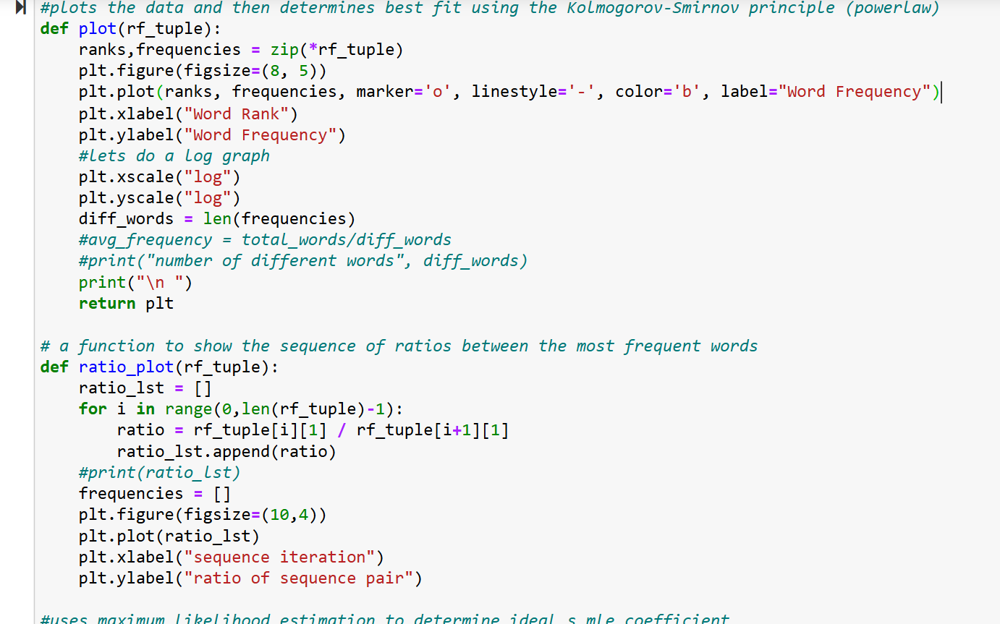 #plots the data and then determines best fit using the Kolmogorov-Smirnov principle (powerlaw)
def plot(rf_tuple):
    ranks,frequencies = zip(*rf_tuple)
    plt.figure(figsize=(8, 5))
    plt.plot(ranks, frequencies, marker='o', linestyle='-', color='b', label="Word Frequency")
    plt.xlabel("Word Rank")
    plt.ylabel("Word Frequency")
    #lets do a log graph
    plt.xscale("log")
    plt.yscale("log")
    diff_words = len(frequencies)
    #avg_frequency = total_words/diff_words
    #print("number of different words", diff_words)
    print("\n ")
    return plt

# a function to show the sequence of ratios between the most frequent words
def ratio_plot(rf_tuple):
    ratio_lst = []
    for i in range(0,len(rf_tuple)-1):
        ratio = rf_tuple[i][1] / rf_tuple[i+1][1]
        ratio_lst.append(ratio)
    #print(ratio_lst)
    frequencies = []
    plt.figure(figsize=(10,4))
    plt.plot(ratio_lst)
    plt.xlabel("sequence iteration")
    plt.ylabel("ratio of sequence pair")

#uses maximum likelihood estimation to determine ideal s_mle coefficient